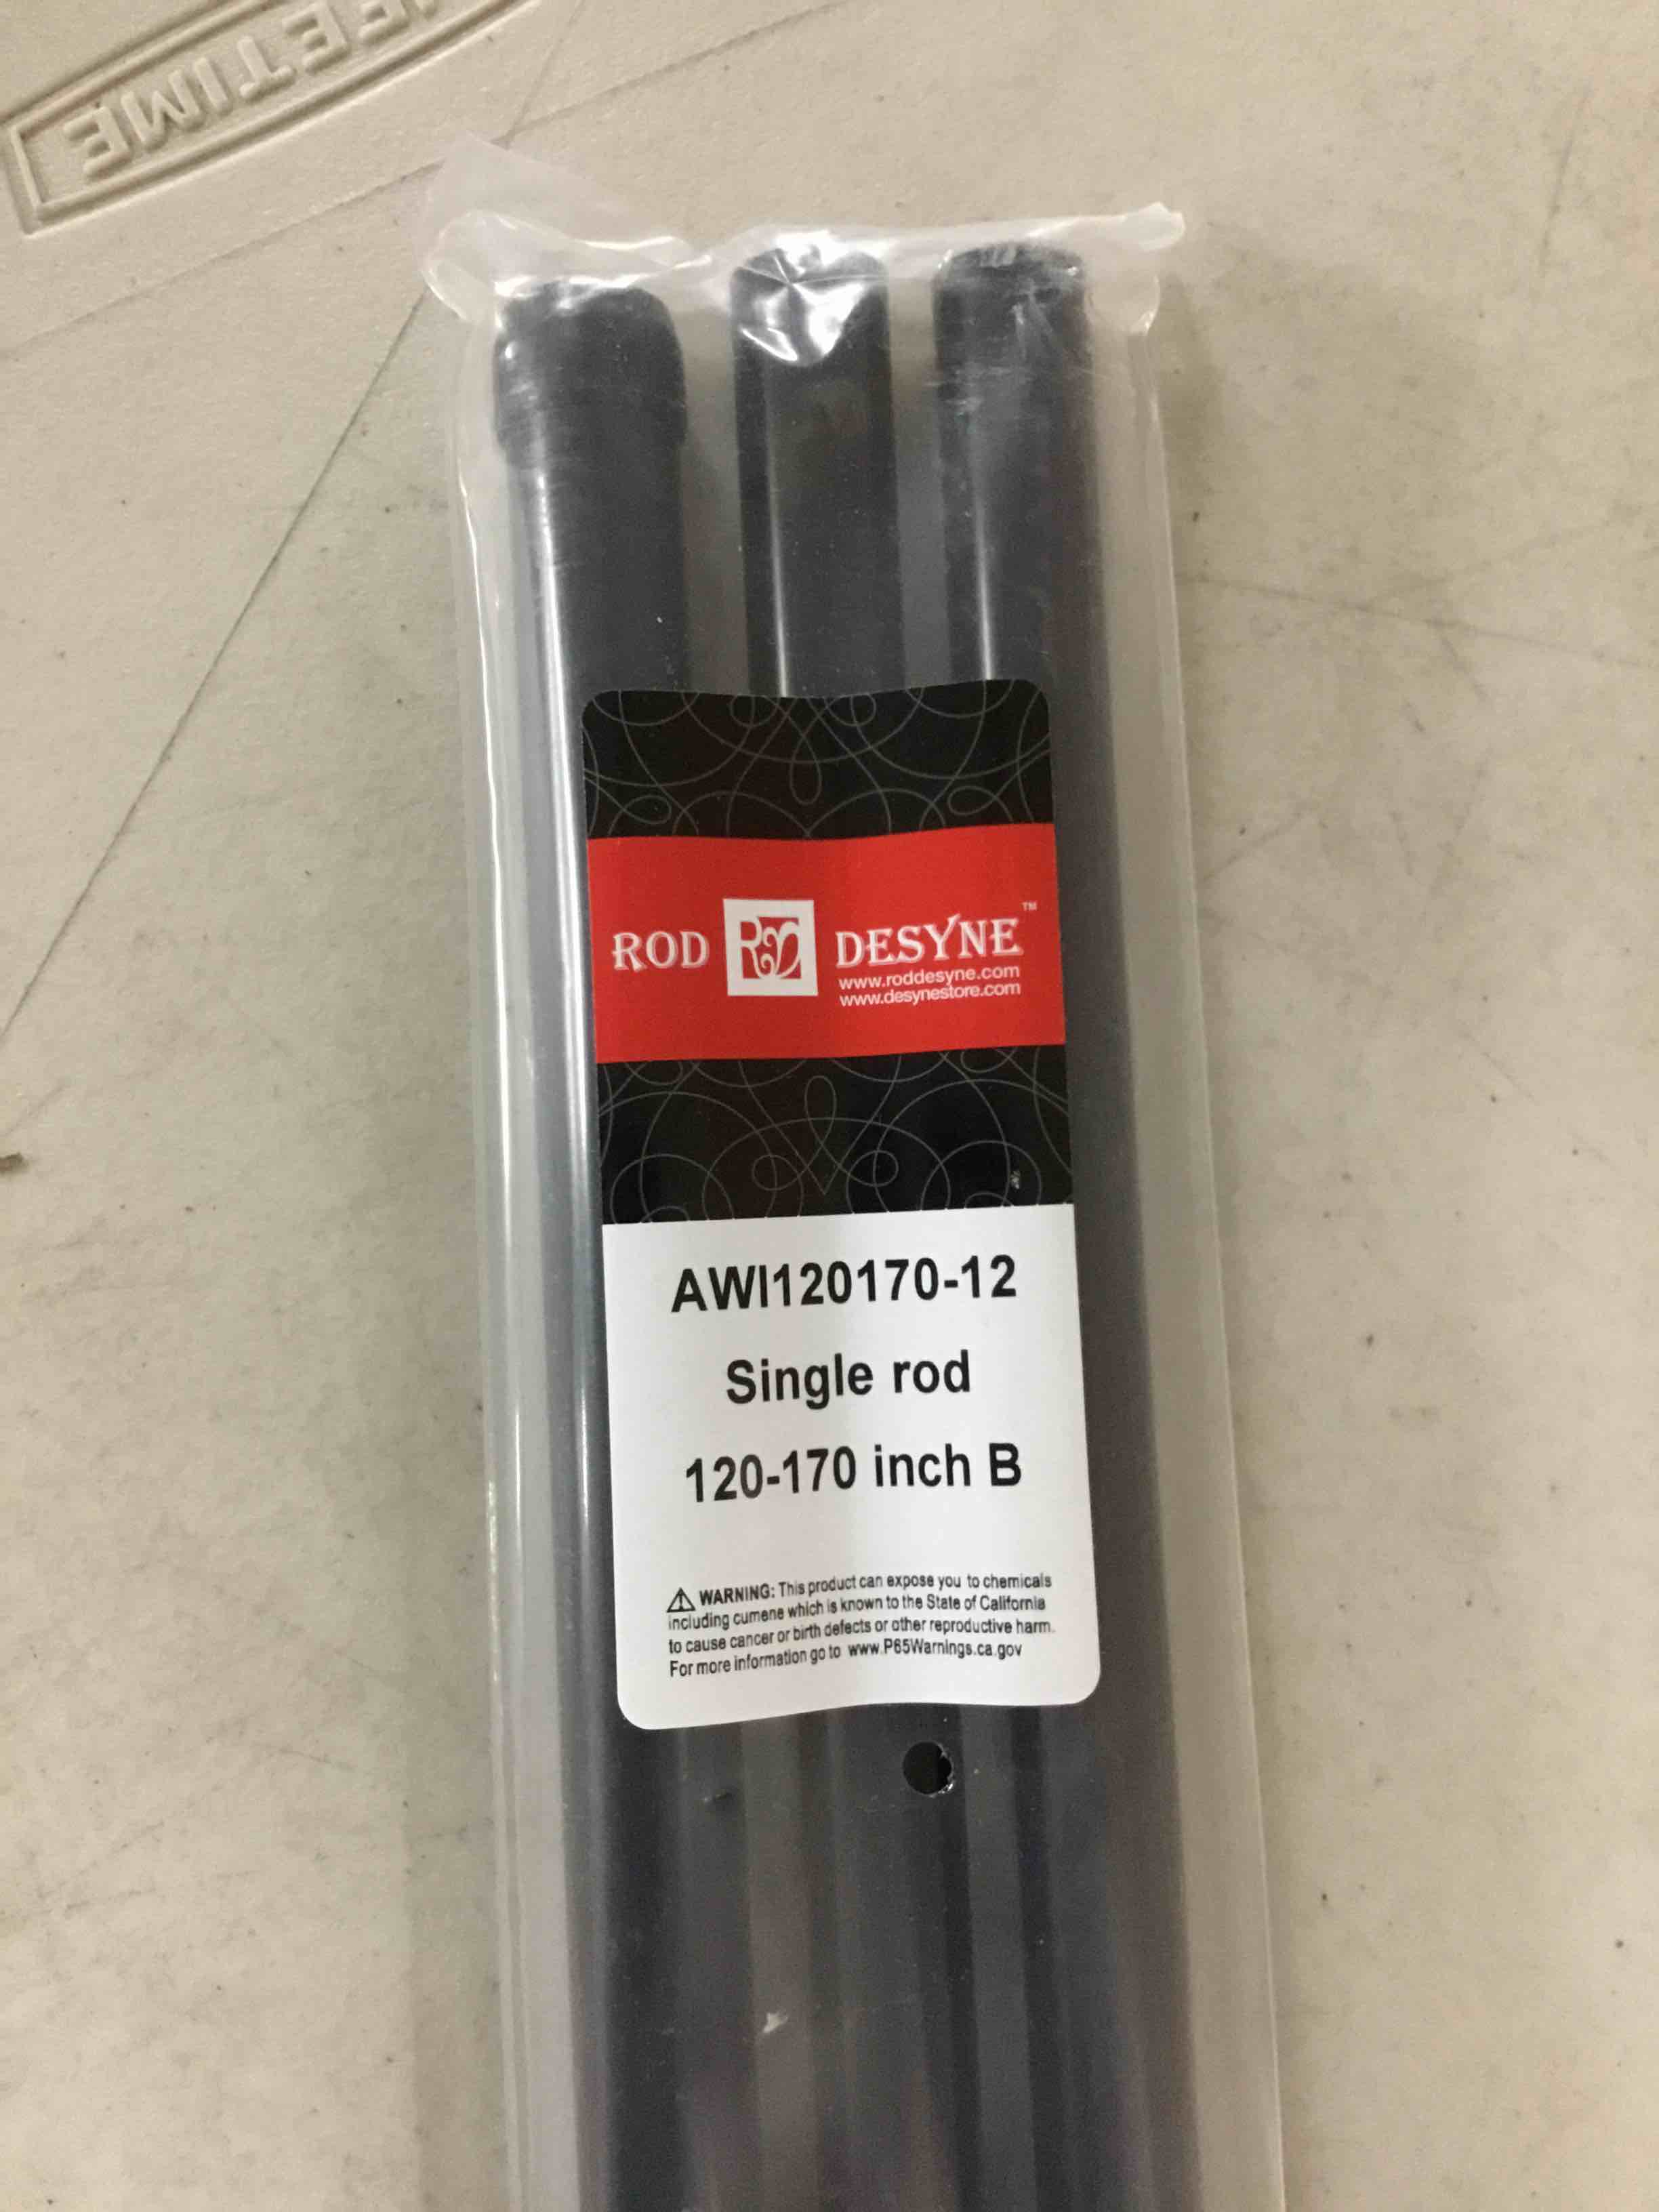 LIFETIME
ROD RD DESYNE™
www.roddesyne.com
www.desynestore.com
AWI120170-12
Single rod
120-170 inch B
⚠ WARNING: This product can expose you to chemicals
including cumene which is known to the State of California
to cause cancer or birth defects or other reproductive harm.
For more information go to www.P65Warnings.ca.gov